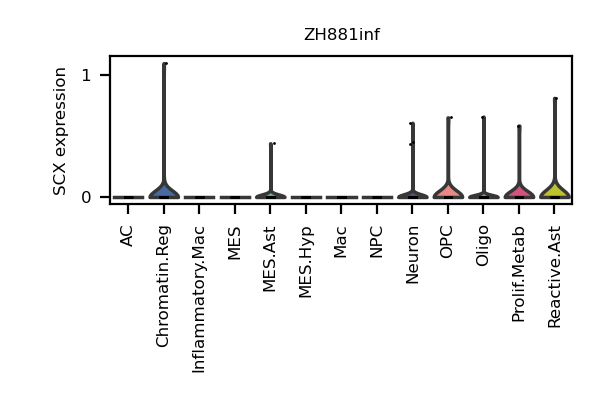 ZH881inf
SCX expression
1
0
AC
Chromatin.Reg
Inflammatory.Mac
MES
MES.Ast
MES.Hyp
Mac
NPC
Neuron
OPC
Oligo
Prolif.Metab
Reactive.Ast